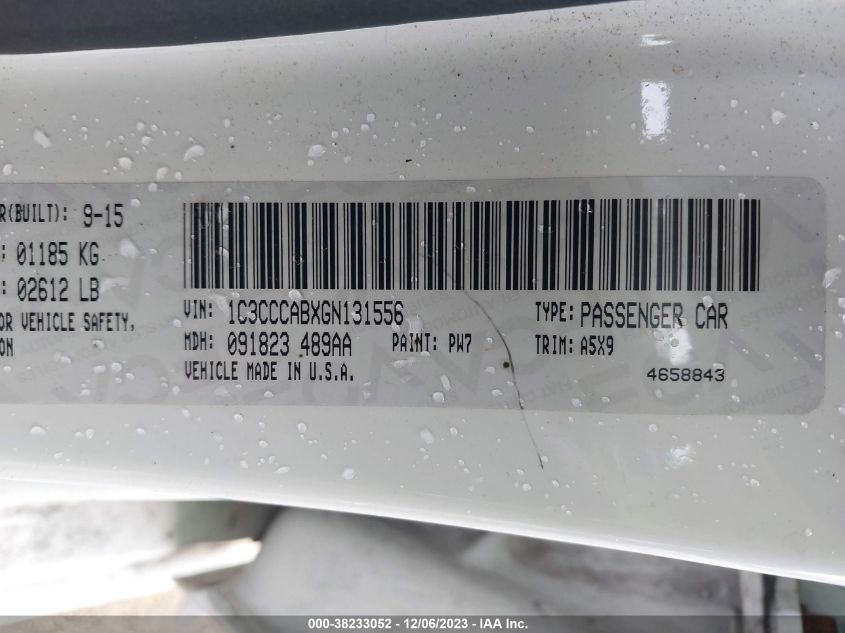 R(BUILT): 9-15
: 01185 KG
: 02612 LB
OR VEHICLE SAFETY,
ON
VIN: 1C3CCCABXGN131556 TYPE: PASSENGER CAR
MDH: 091823 489AA PAINT: PW7 TRIM: A5X9
VEHICLE MADE IN U.S.A. 4658843
000-38233052 - 12/06/2023 - IAA Inc.